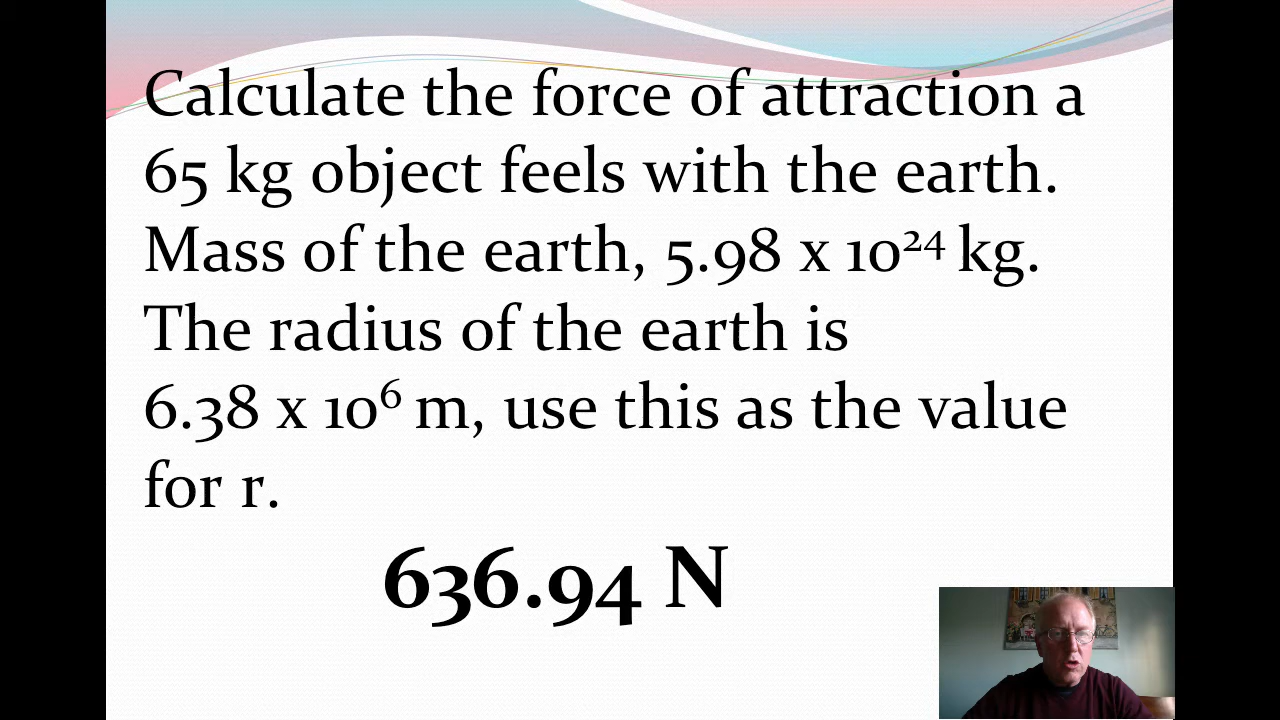 Calculate the force of attraction a
65 kg object feels with the earth.
Mass of the earth, 5.98 x 10²⁴ kg.
The radius of the earth is
6.38 x 10⁶ m, use this as the value
for r.
636.94 N